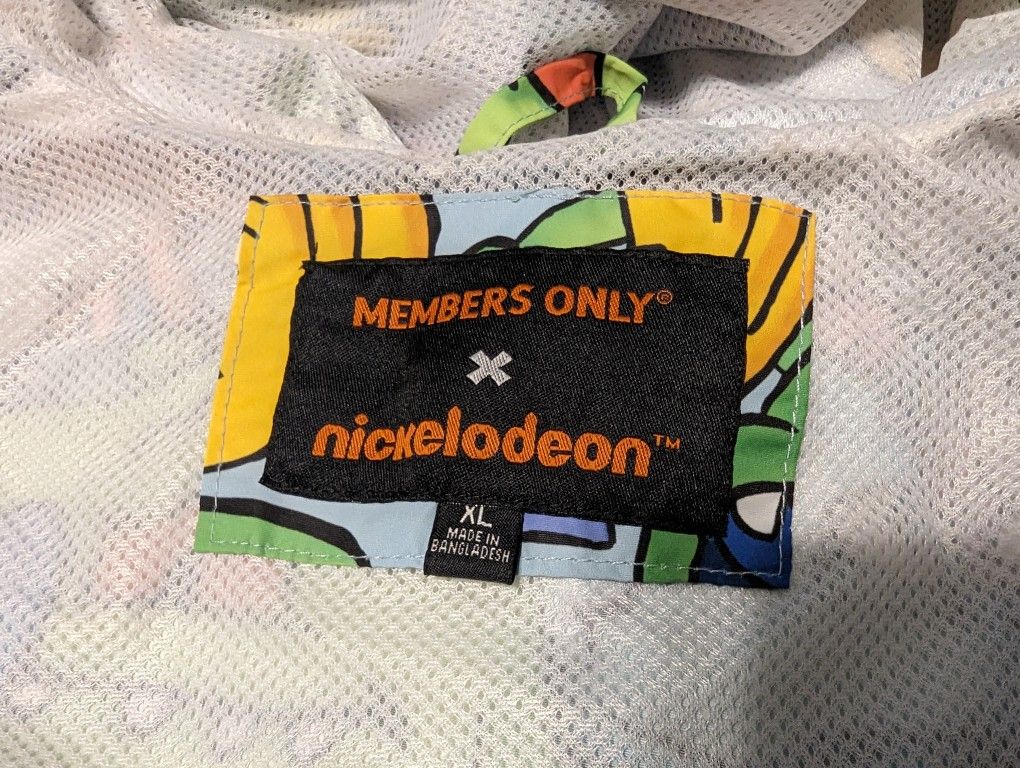 MEMBERS ONLY®
X
nickelodeon™
XL
MADE IN
BANGLADESH